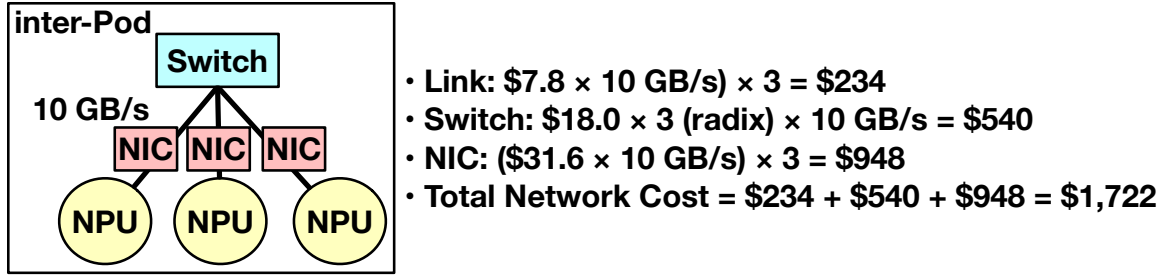 inter-Pod
Switch
10 GB/s
NIC NIC NIC
NPU NPU NPU
• Link: $7.8 × 10 GB/s) × 3 = $234
• Switch: $18.0 × 3 (radix) × 10 GB/s = $540
• NIC: ($31.6 × 10 GB/s) × 3 = $948
• Total Network Cost = $234 + $540 + $948 = $1,722